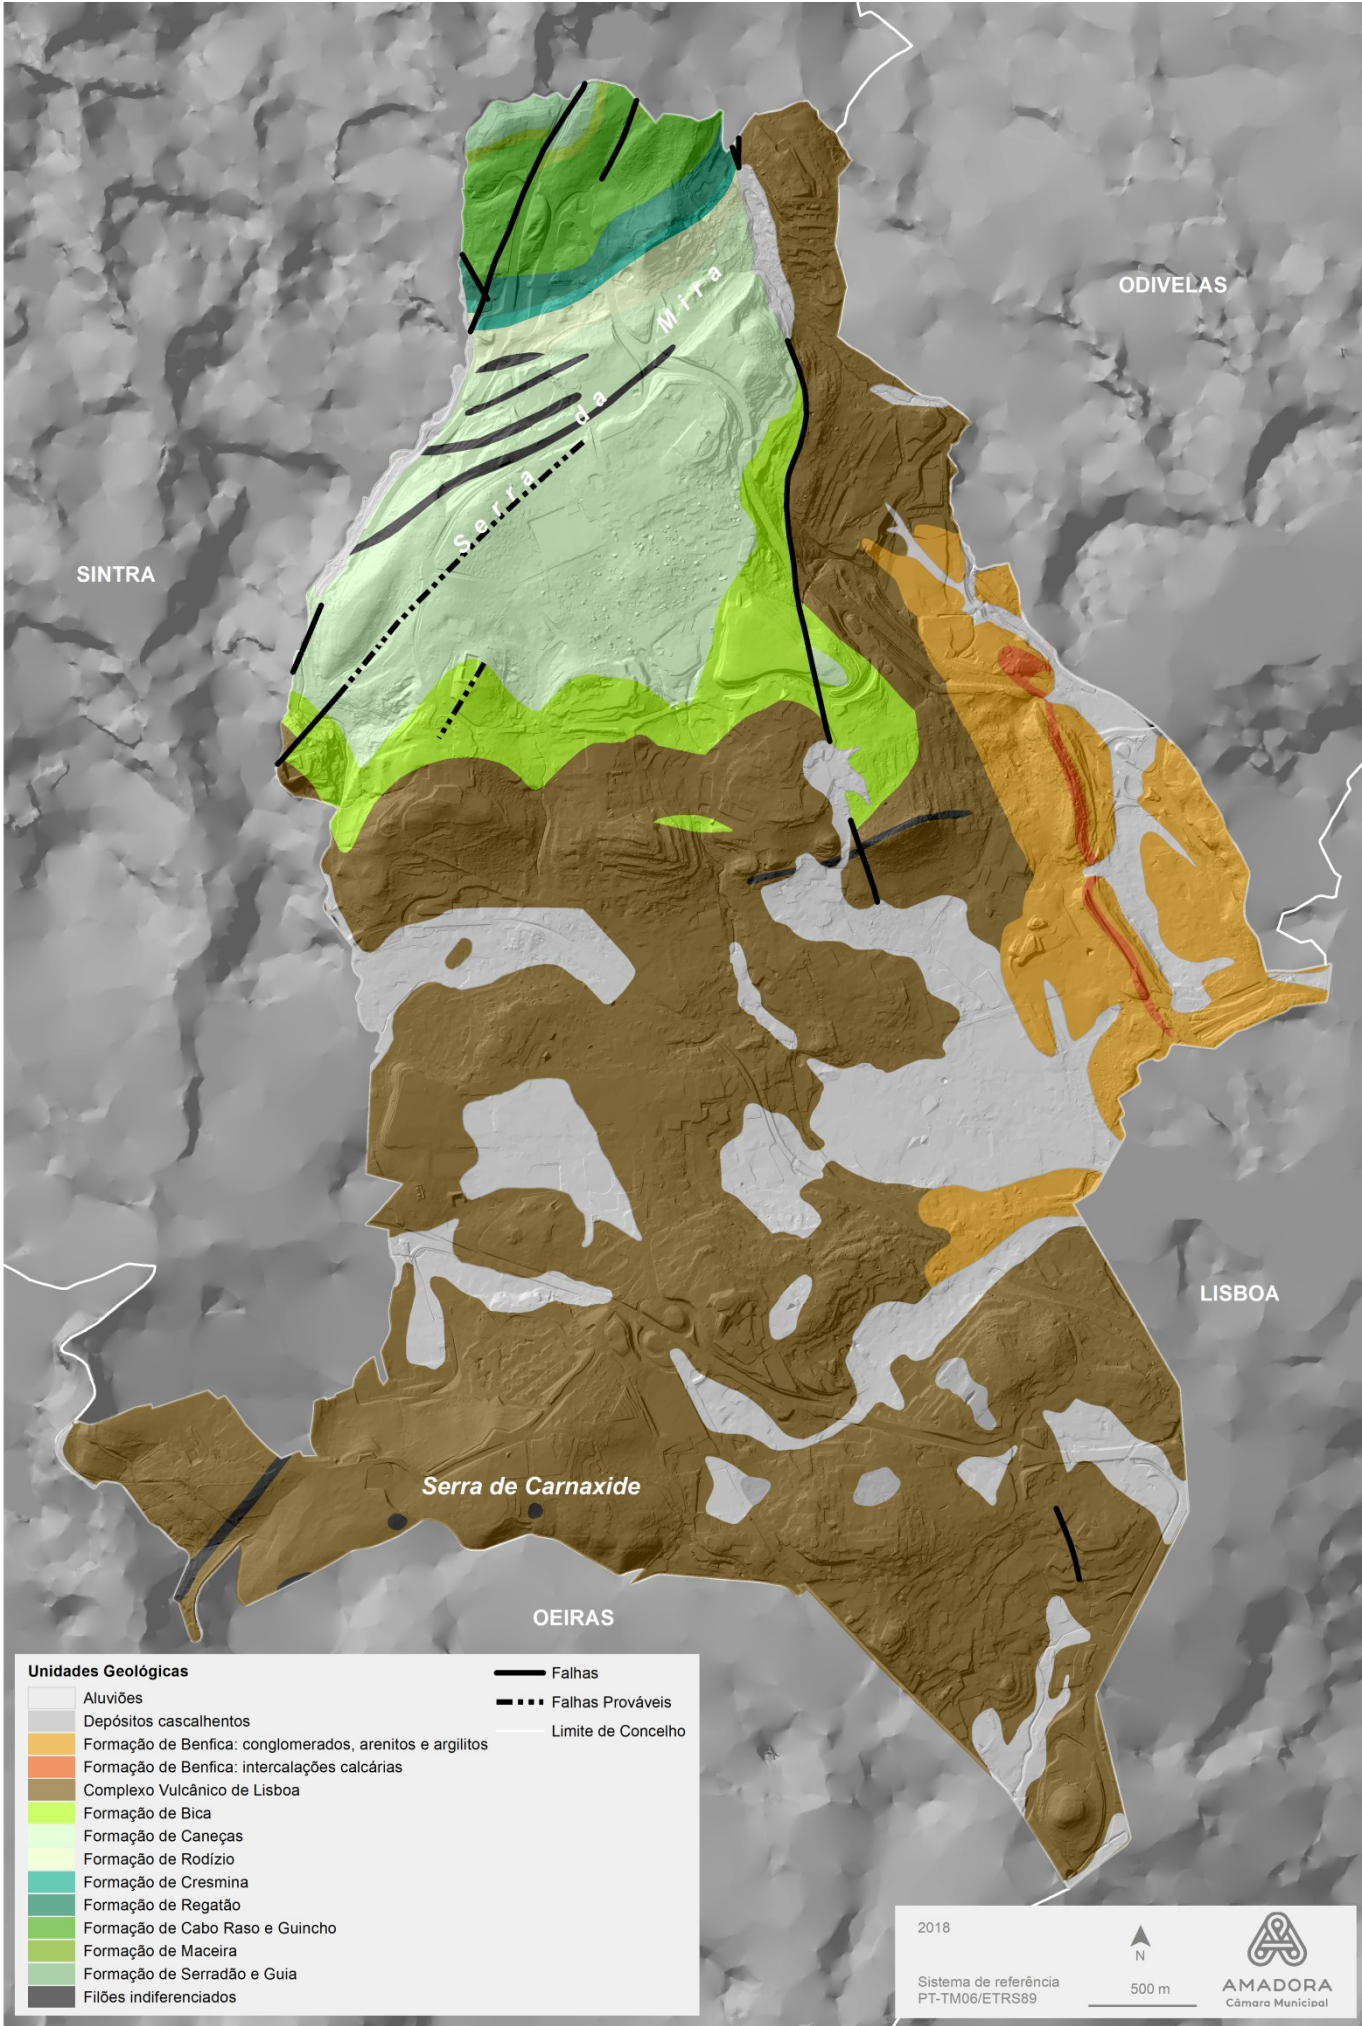 ODIVELAS
Serra da Mira
SINTRA
LISBOA
Serra de Carnaxide
OEIRAS
Unidades Geológicas
Aluviões
Depósitos cascalhentos
Formação de Benfica: conglomerados, arenitos e argilitos
Formação de Benfica: intercalações calcárias
Complexo Vulcânico de Lisboa
Formação de Bica
Formação de Caneças
Formação de Rodízio
Formação de Cresmina
Formação de Regatão
Formação de Cabo Raso e Guincho
Formação de Maceira
Formação de Serradão e Guia
Filões indiferenciados
Falhas
Falhas Prováveis
Limite de Concelho
2018
N
Sistema de referência
PT-TM06/ETRS89
500 m
AMADORA
Câmara Municipal